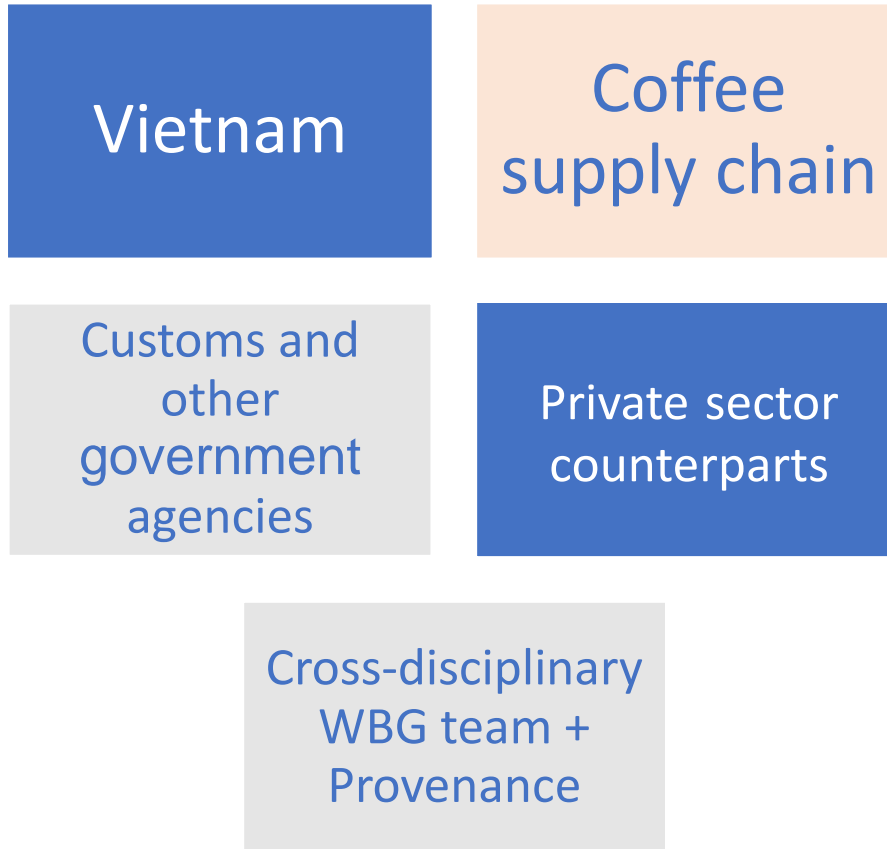 Vietnam
Coffee
supply chain
Customs and
other
government
agencies
Private sector
counterparts
Cross-disciplinary
WBG team +
Provenance